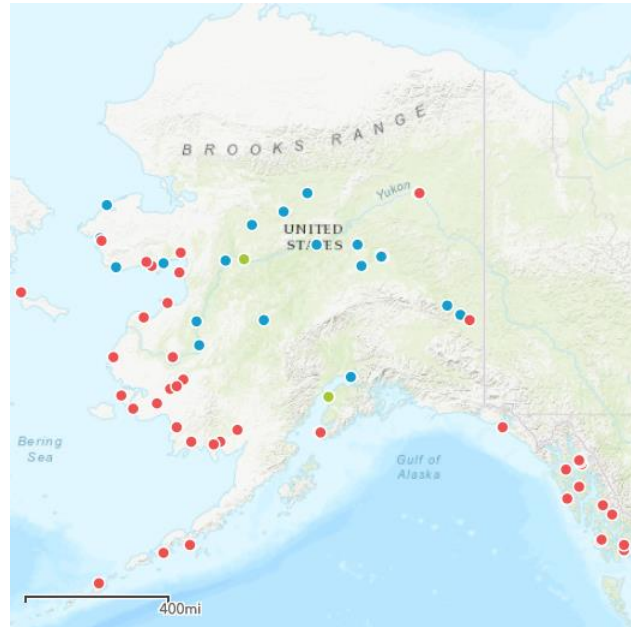 BROOKS RANGE
Yukon
UNITED
STATES
Bering
Sea
Gulf of
Alaska
400mi